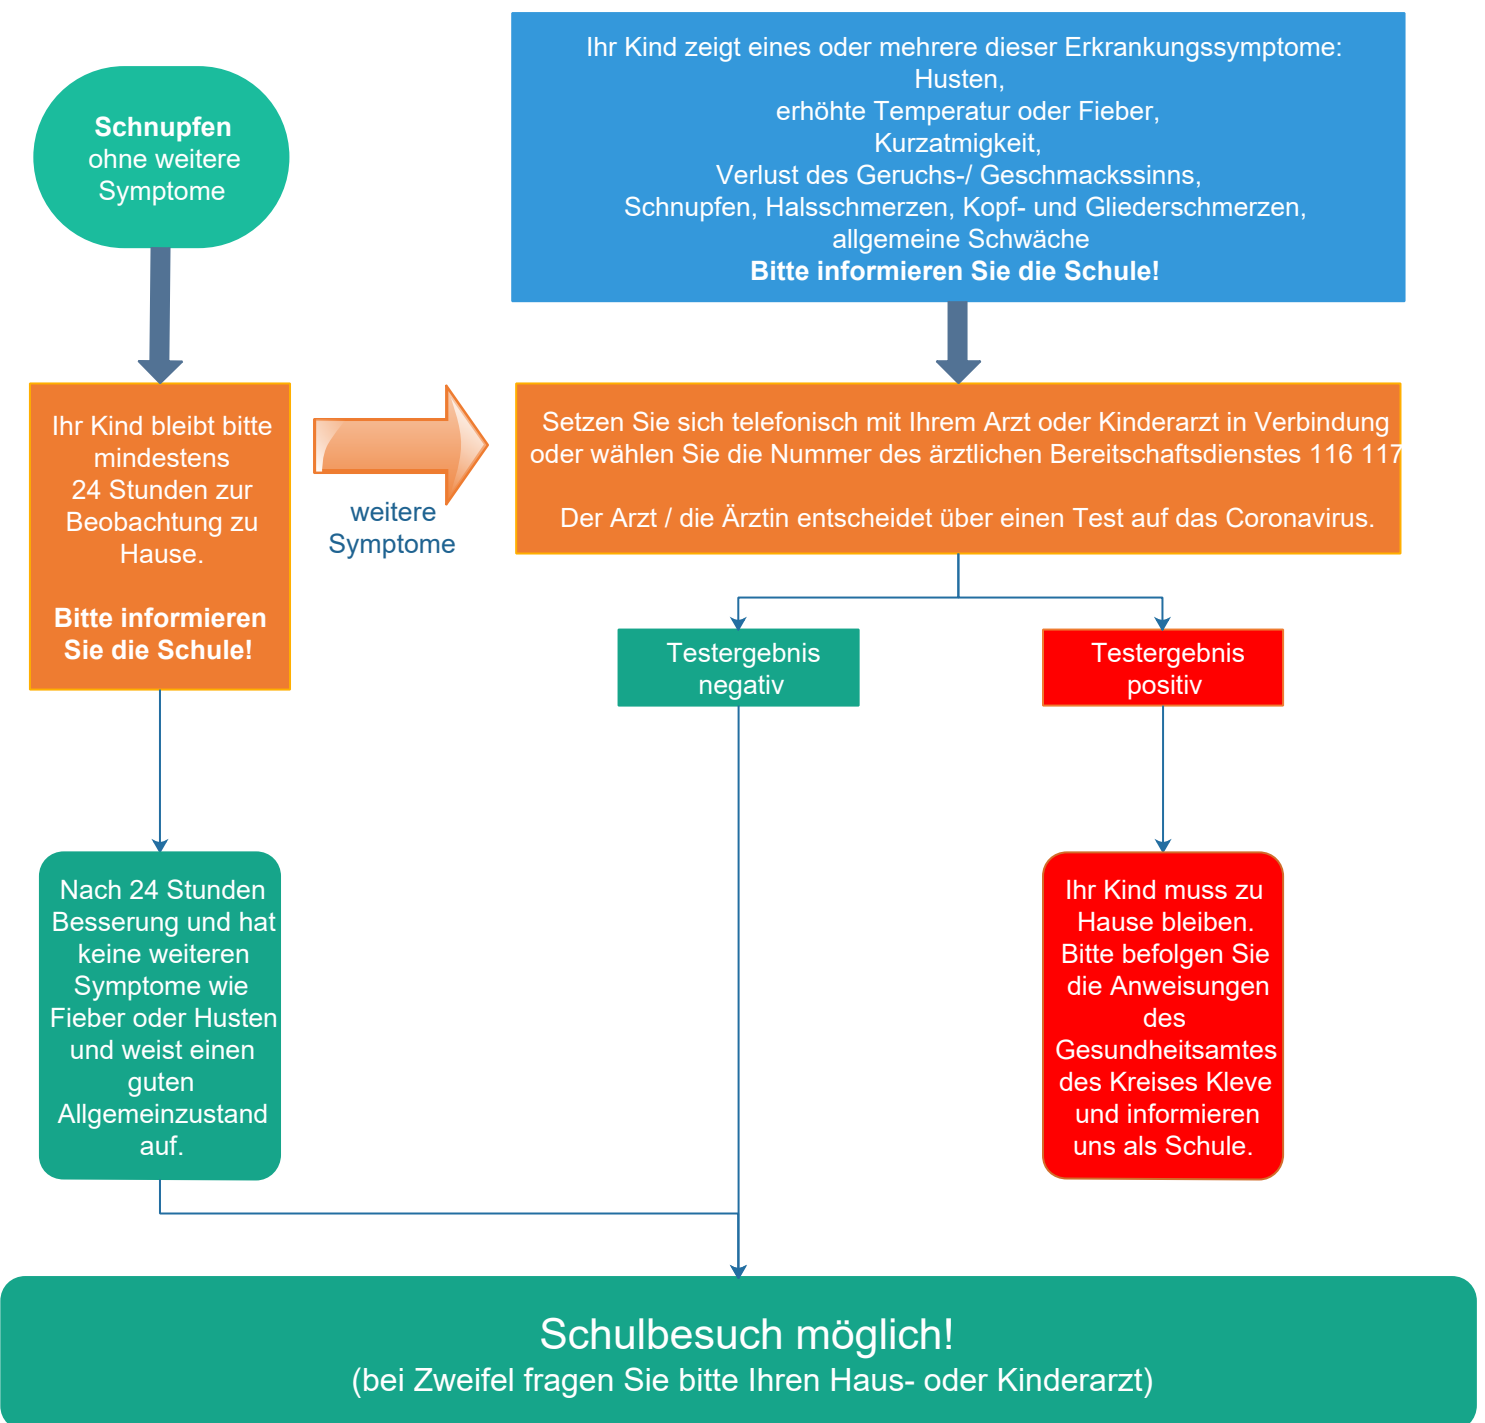 Schnupfen
ohne weitere
Symptome
Ihr Kind zeigt eines oder mehrere dieser Erkrankungssymptome:
Husten,
erhöhte Temperatur oder Fieber,
Kurzatmigkeit,
Verlust des Geruchs-/ Geschmackssinns,
Schnupfen, Halsschmerzen, Kopf- und Gliederschmerzen,
allgemeine Schwäche
Bitte informieren Sie die Schule!
Ihr Kind bleibt bitte
mindestens
24 Stunden zur
Beobachtung zu
Hause.
Bitte informieren
Sie die Schule!
weitere
Symptome
Setzen Sie sich telefonisch mit Ihrem Arzt oder Kinderarzt in Verbindung
oder wählen Sie die Nummer des ärztlichen Bereitschaftsdienstes 116 117
Der Arzt / die Ärztin entscheidet über einen Test auf das Coronavirus.
Testergebnis
negativ
Testergebnis
positiv
Nach 24 Stunden
Besserung und hat
keine weiteren
Symptome wie
Fieber oder Husten
und weist einen
guten
Allgemeinzustand
auf.
Ihr Kind muss zu
Hause bleiben.
Bitte befolgen Sie
die Anweisungen
des
Gesundheitsamtes
des Kreises Kleve
und informieren
uns als Schule.
Schulbesuch möglich!
(bei Zweifel fragen Sie bitte Ihren Haus- oder Kinderarzt)